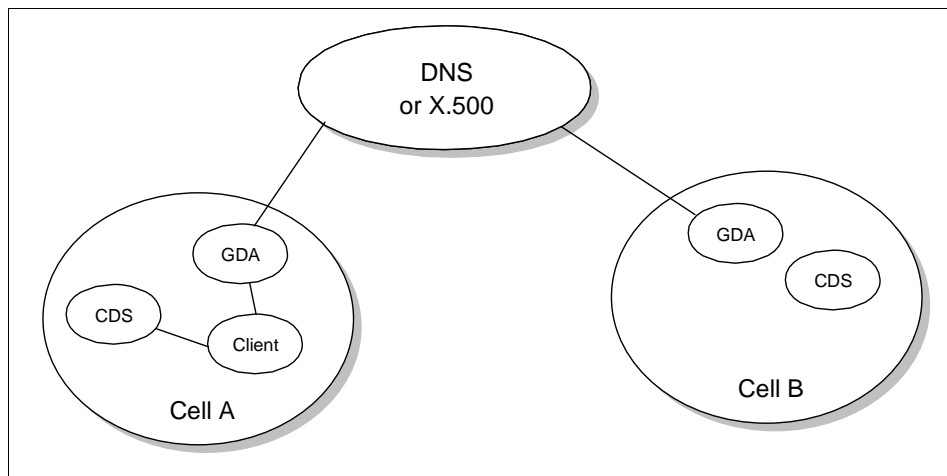 DNS
or X.500
GDA
CDS
Client
Cell A
GDA
CDS
Cell B